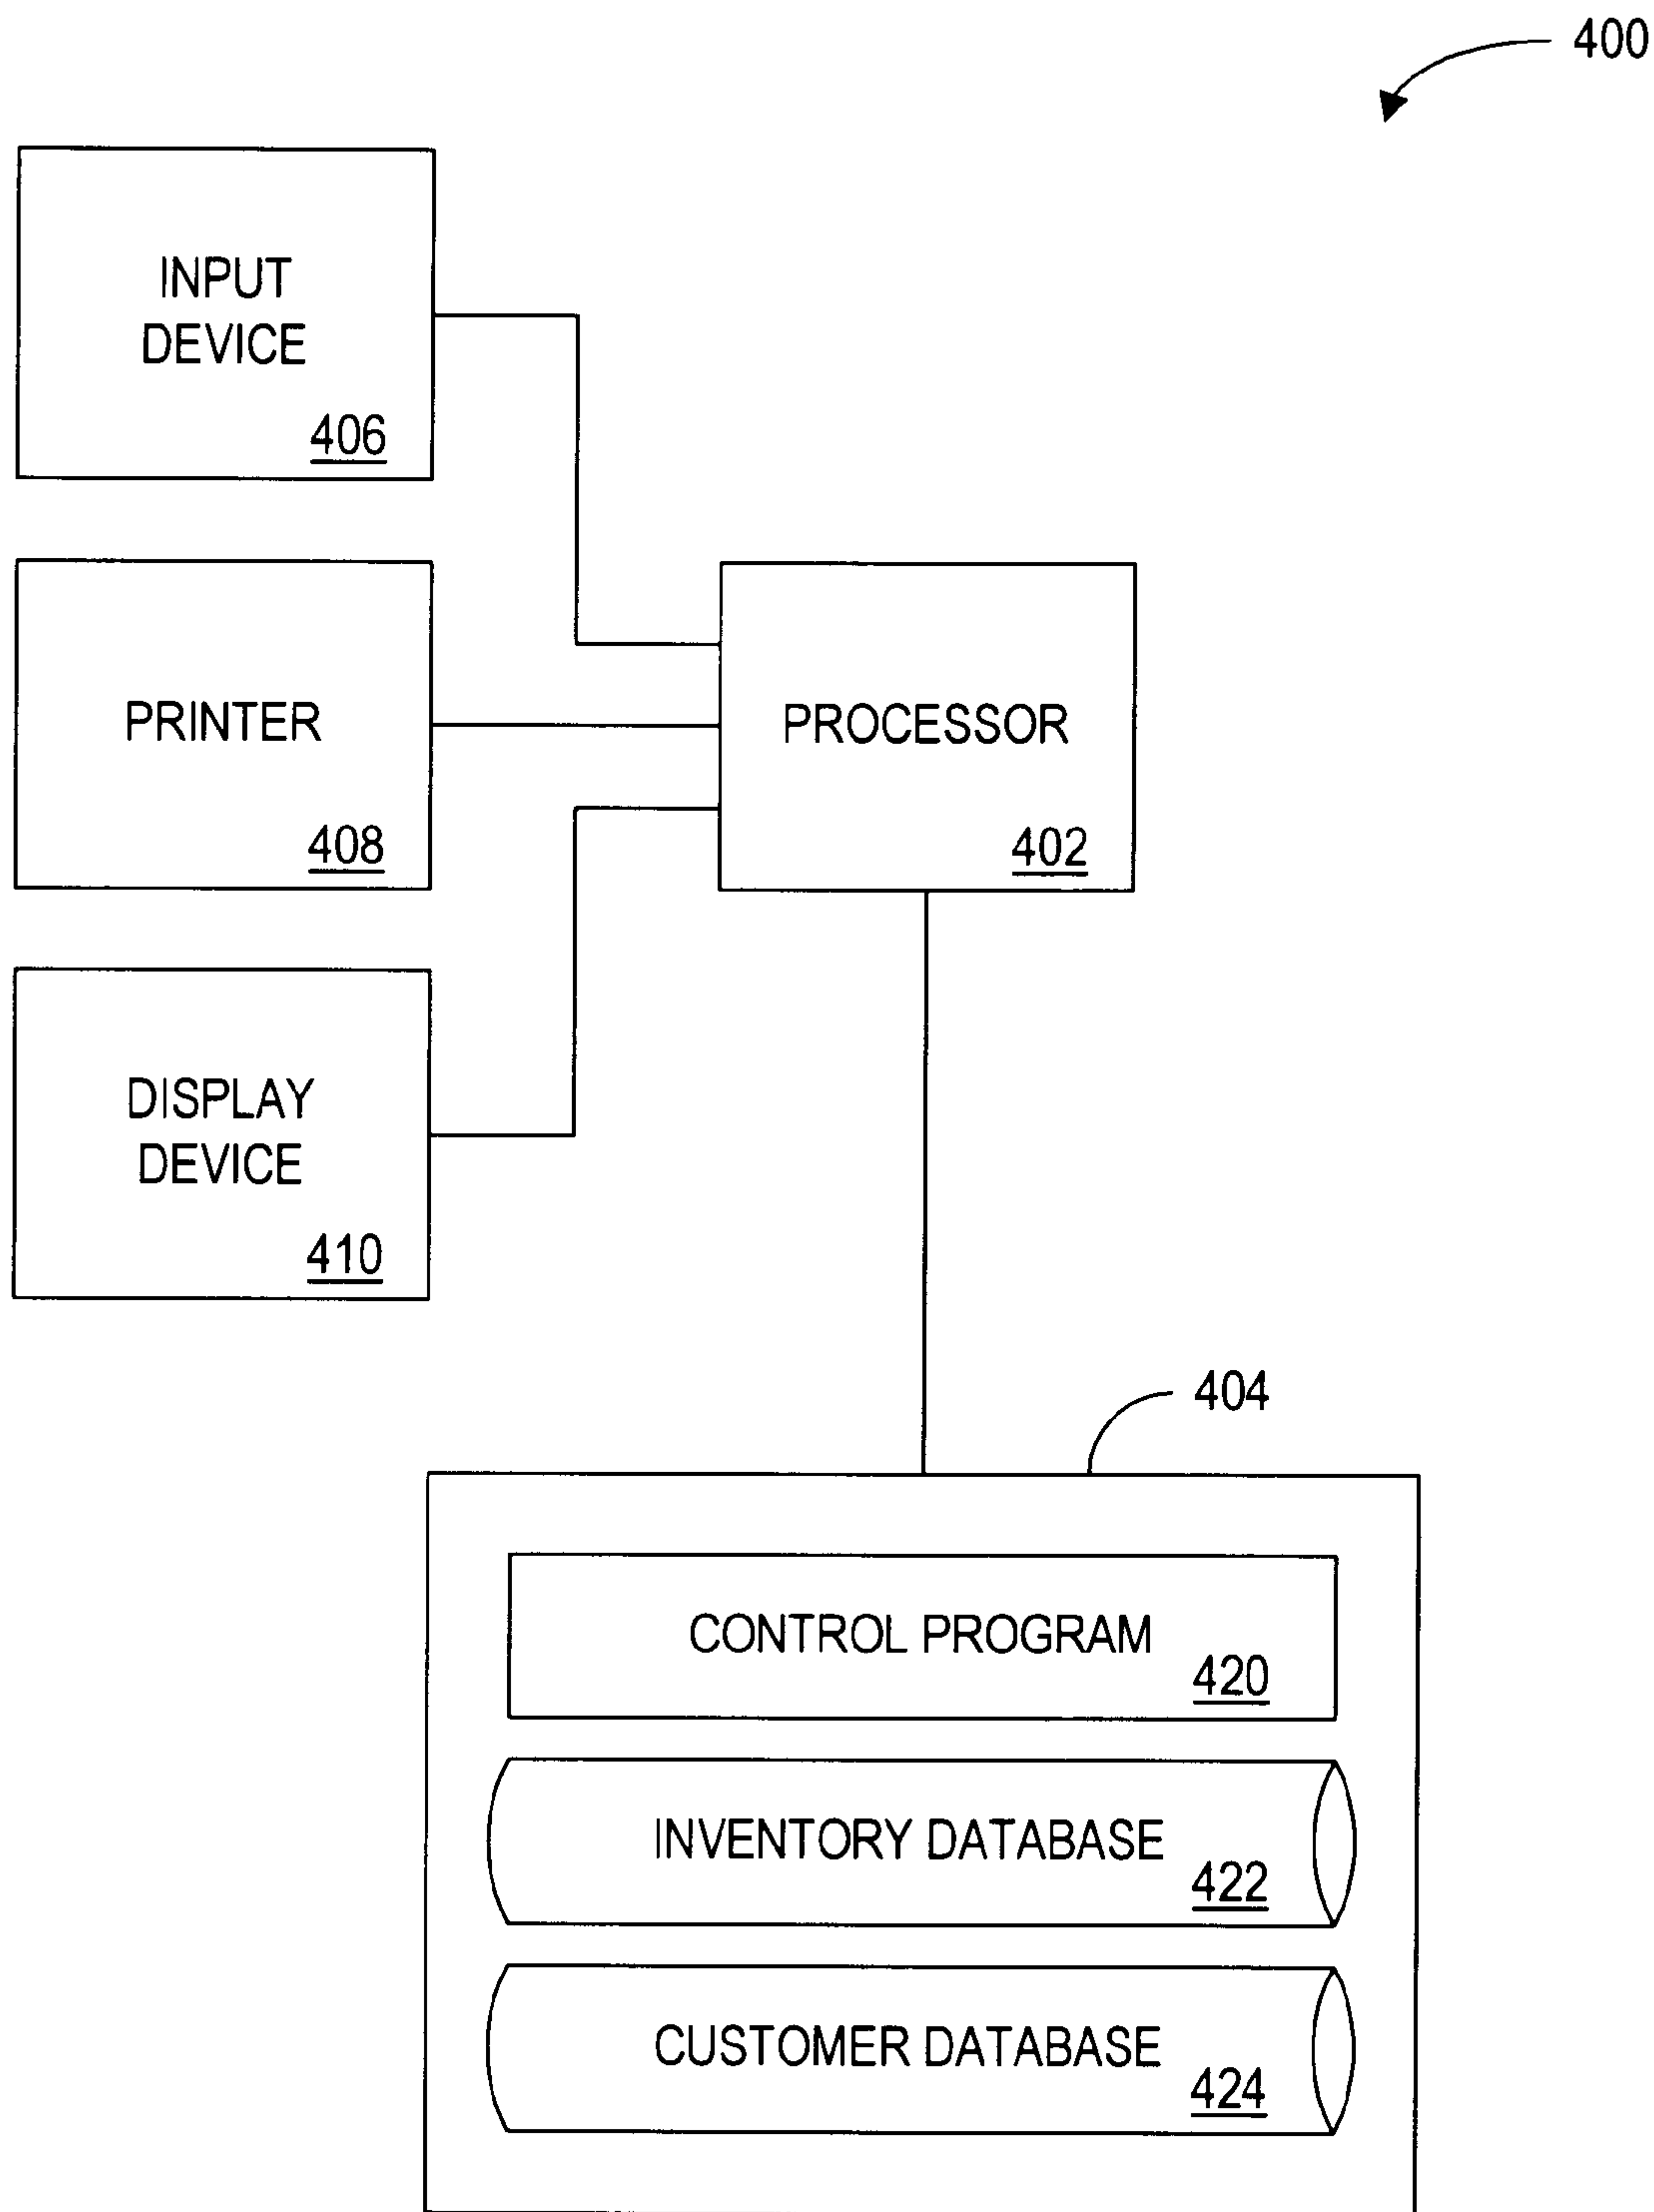 400
INPUT
DEVICE
406
PRINTER
408
PROCESSOR
402
DISPLAY
DEVICE
410
404
CONTROL PROGRAM
420
INVENTORY DATABASE
422
CUSTOMER DATABASE
424